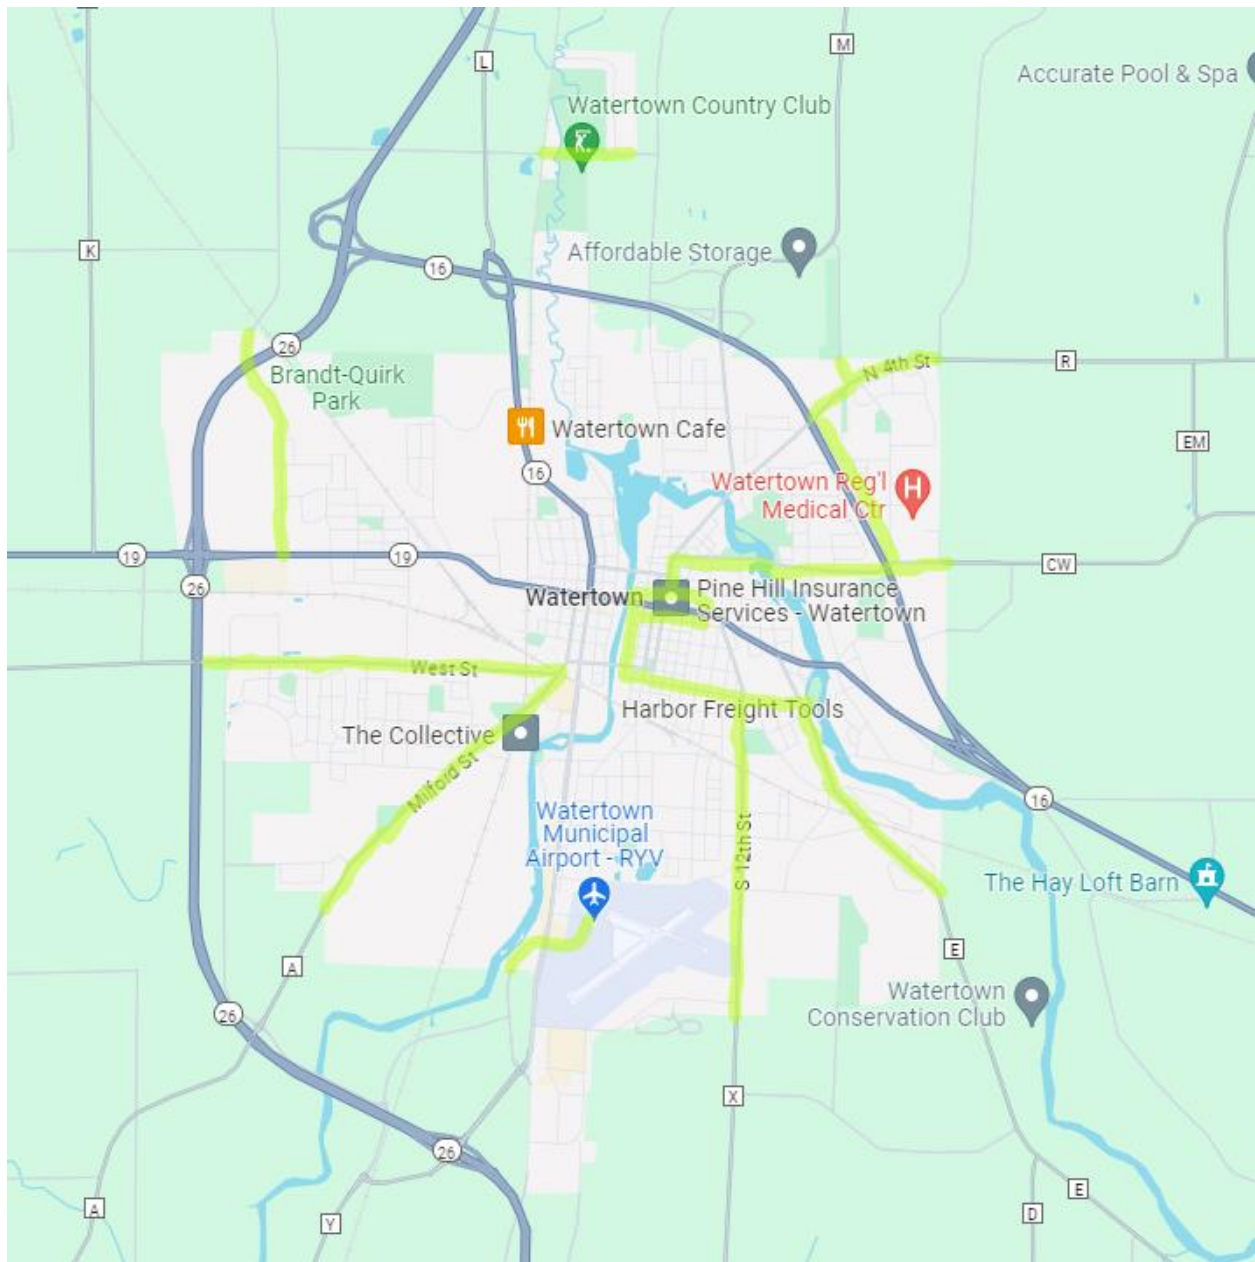 L
M
Accurate Pool & Spa
Watertown Country Club
K
Affordable Storage
16
26
Brandt-Quirk
Park
N 4th St
R
Watertown Cafe
EM
16
Watertown Reg'l
Medical Ctr
19
19
CW
26
Watertown
Pine Hill Insurance
Services - Watertown
West St
Harbor Freight Tools
The Collective
Milford St
16
Watertown
Municipal
Airport - RYV
S 12th St
The Hay Loft Barn
E
A
Watertown
Conservation Club
26
X
26
A
Y
E
D